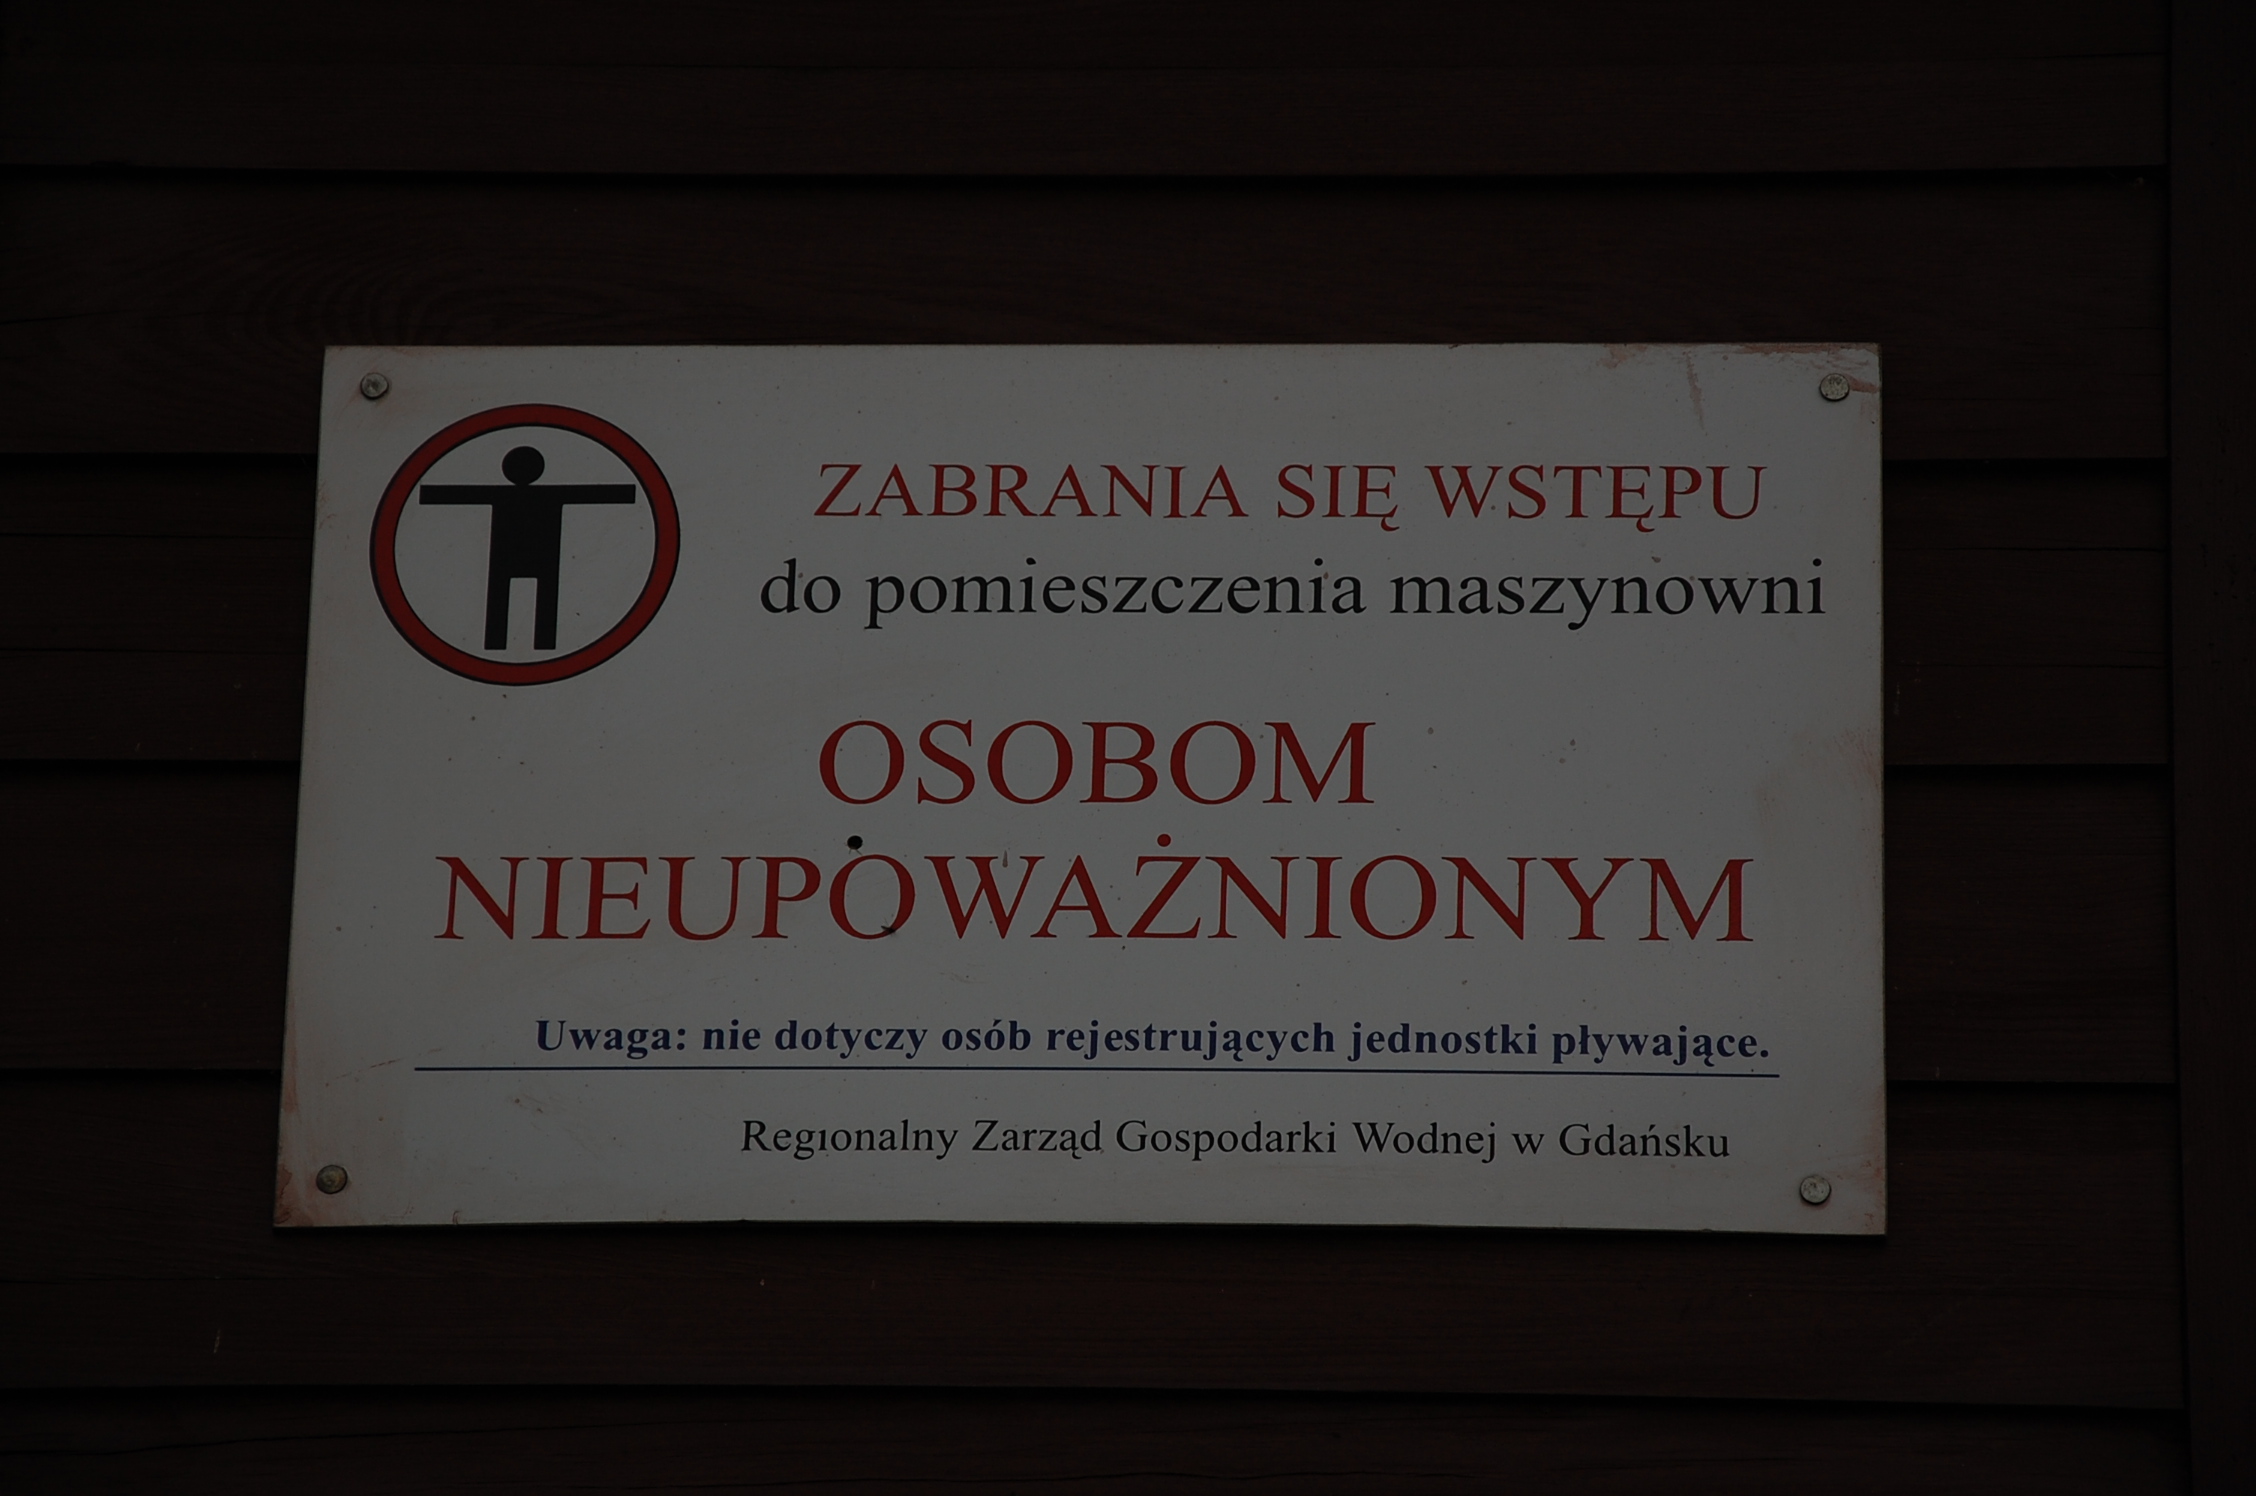 ZABRANIA SIĘ WSTĘPU
do pomieszczenia maszynowni
OSOBOM
NIEUPOWAŻNIONYM
Uwaga: nie dotyczy osób rejestrujących jednostki pływające.
Regionalny Zarząd Gospodarki Wodnej w Gdańsku